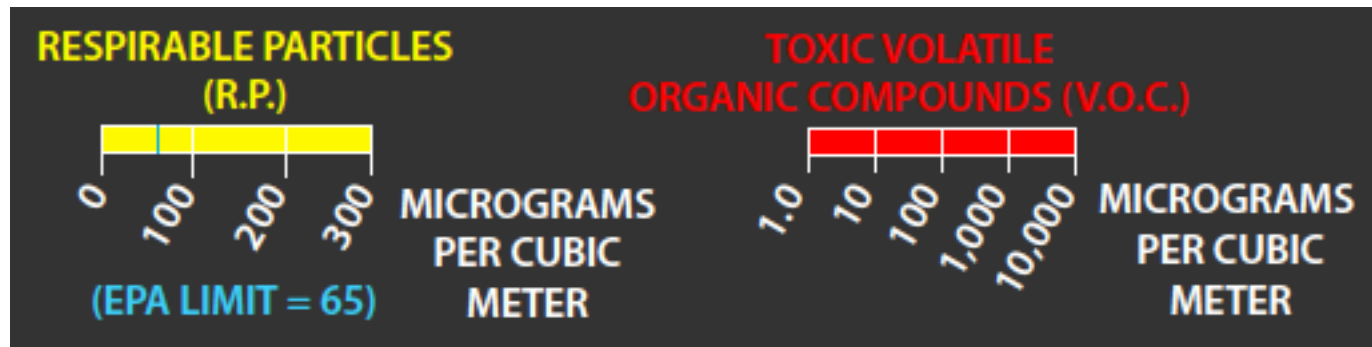 RESPIRABLE PARTICLES
(R.P.)
0
100
200
300
MICROGRAMS
PER CUBIC
METER
(EPA LIMIT = 65)
TOXIC VOLATILE
ORGANIC COMPOUNDS (V.O.C.)
1.0
10
100
1,000
10,000
MICROGRAMS
PER CUBIC
METER